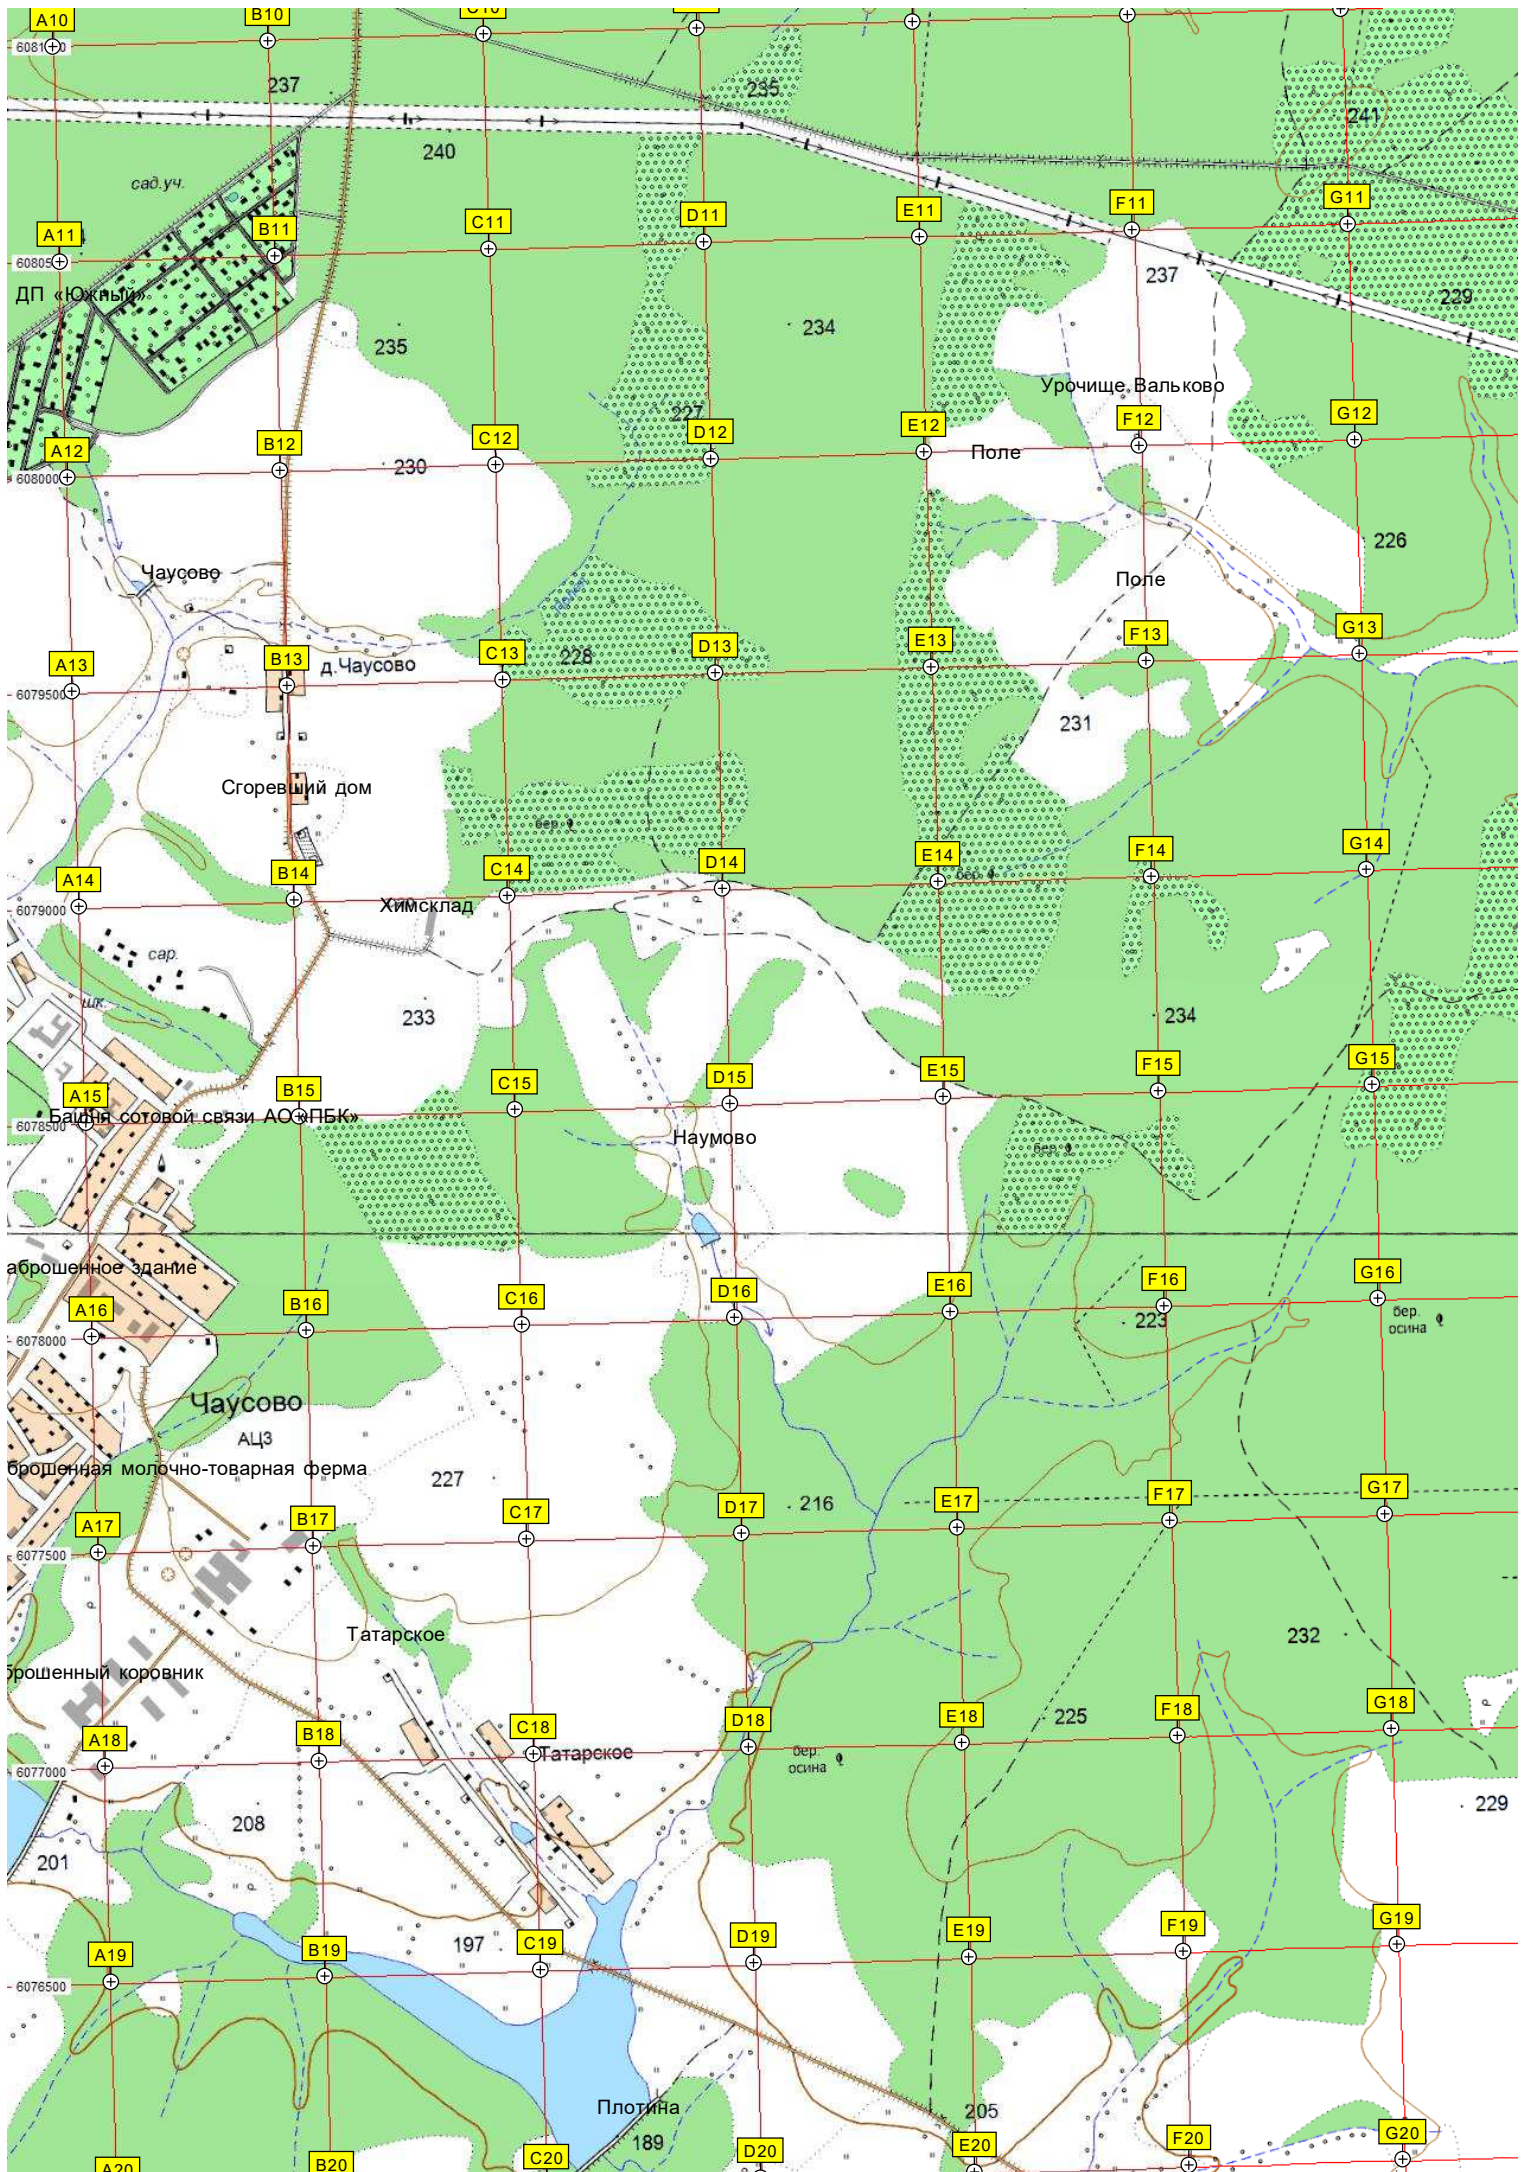 A10
B10
237
235
241
240
сад.уч.
A11
B11
C11
D11
E11
F11
G11
ДП «Южный»
237
229
235
234
Урочище Вальково
227
A12
B12
C12
D12
E12
F12
G12
230
Поле
608000
226
Чаусово
Поле
A13
B13
C13
D13
E13
F13
G13
д.Чаусово
228
6079500
231
Сгоревший дом
бер.
A14
B14
C14
D14
E14
F14
G14
бер.
6079000
Химсклад
сар.
шк.
233
234
A15
B15
C15
D15
E15
F15
G15
6078500
Башня сотовой связи АО «ПБК»
Наумово
бер.
аброшенное здание
A16
B16
C16
D16
E16
F16
G16
6078000
223
бер.
осина
Чаусово
АЦЗ
брошенная молочно-товарная ферма
227
216
A17
B17
C17
D17
E17
F17
G17
6077500
Татарское
232
брошенный коровник
225
A18
B18
C18
D18
E18
F18
G18
Татарское
бер.
осина
6077000
208
229
201
197
A19
B19
C19
D19
E19
F19
G19
6076500
Плотина
205
189
A20
B20
C20
D20
E20
F20
G20